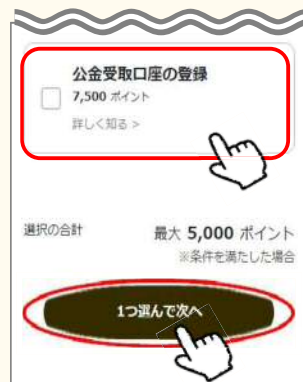 公金受取口座の登録
7,500 ポイント
詳しく知る >
選択の合計
最大 5,000 ポイント
※条件を満たした場合
1つ選んで次へ